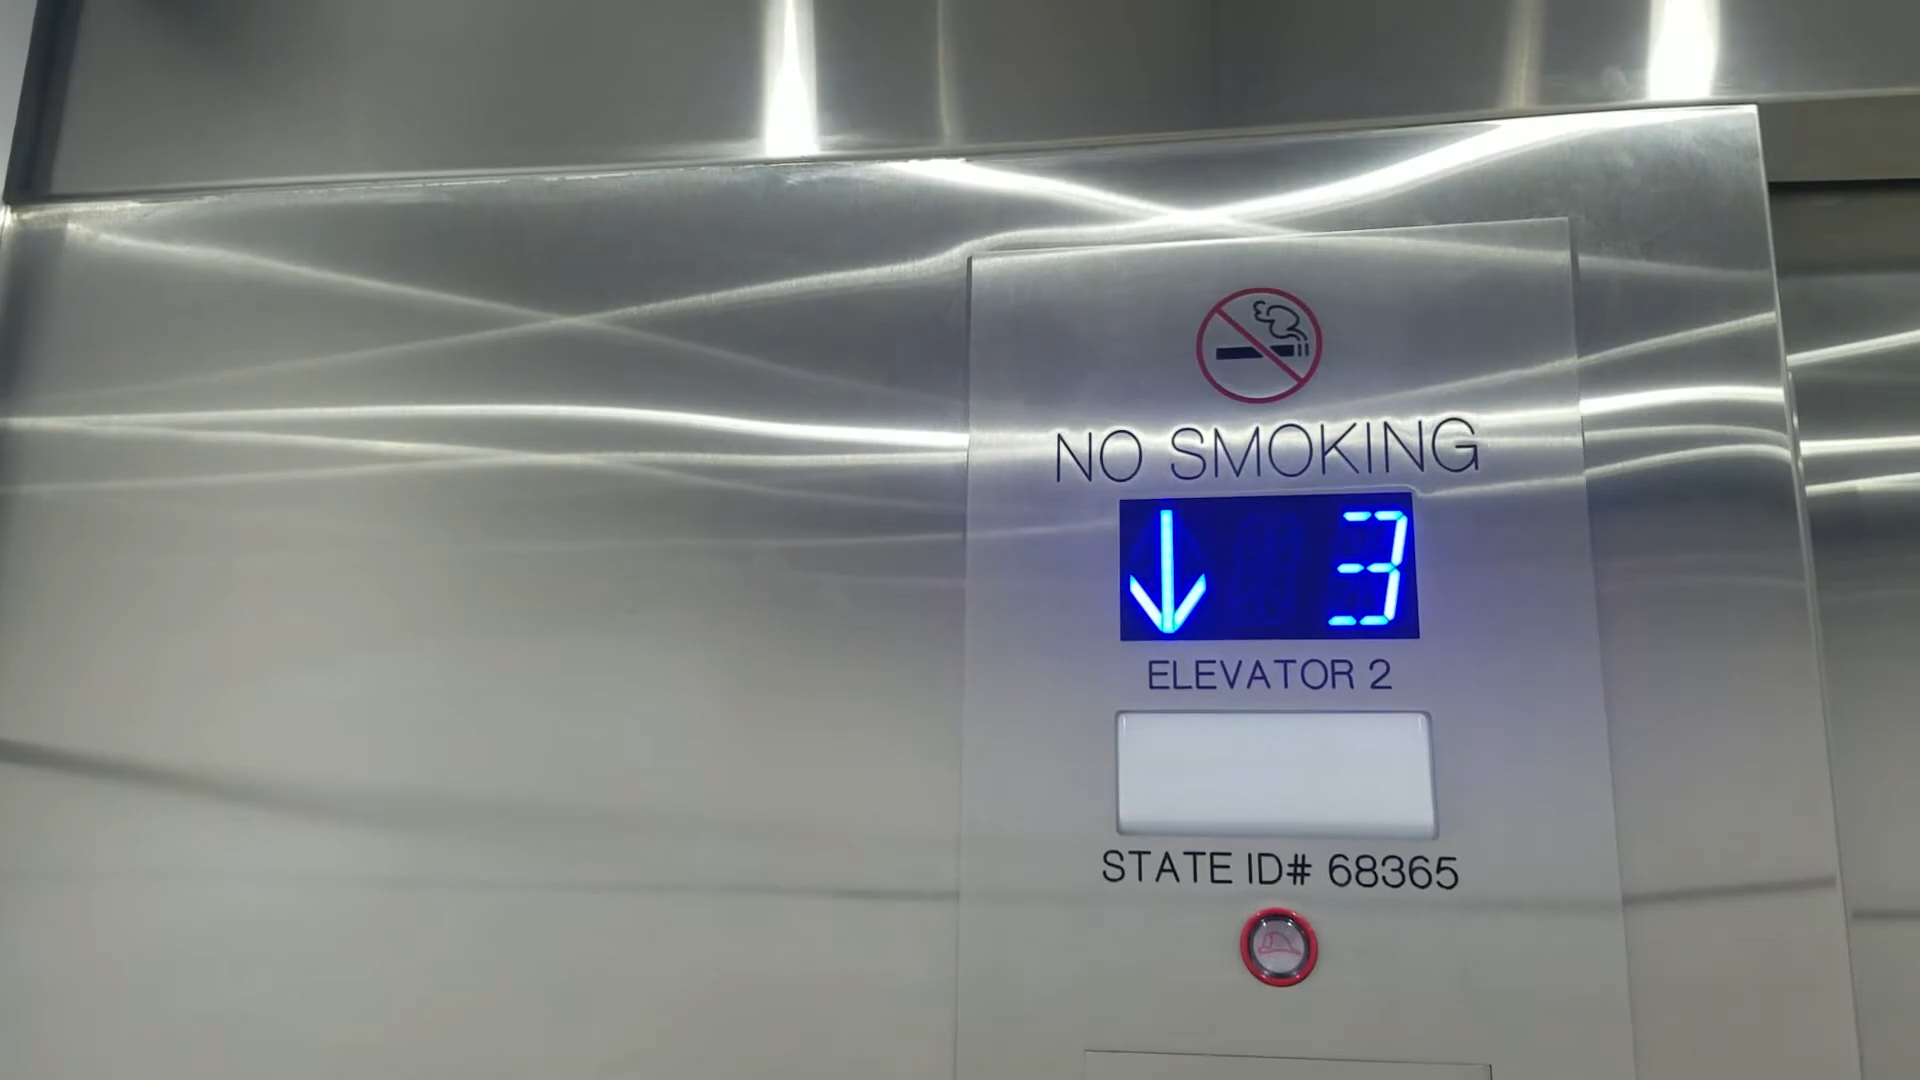 NO SMOKING
↓ 3
ELEVATOR 2
STATE ID# 68365